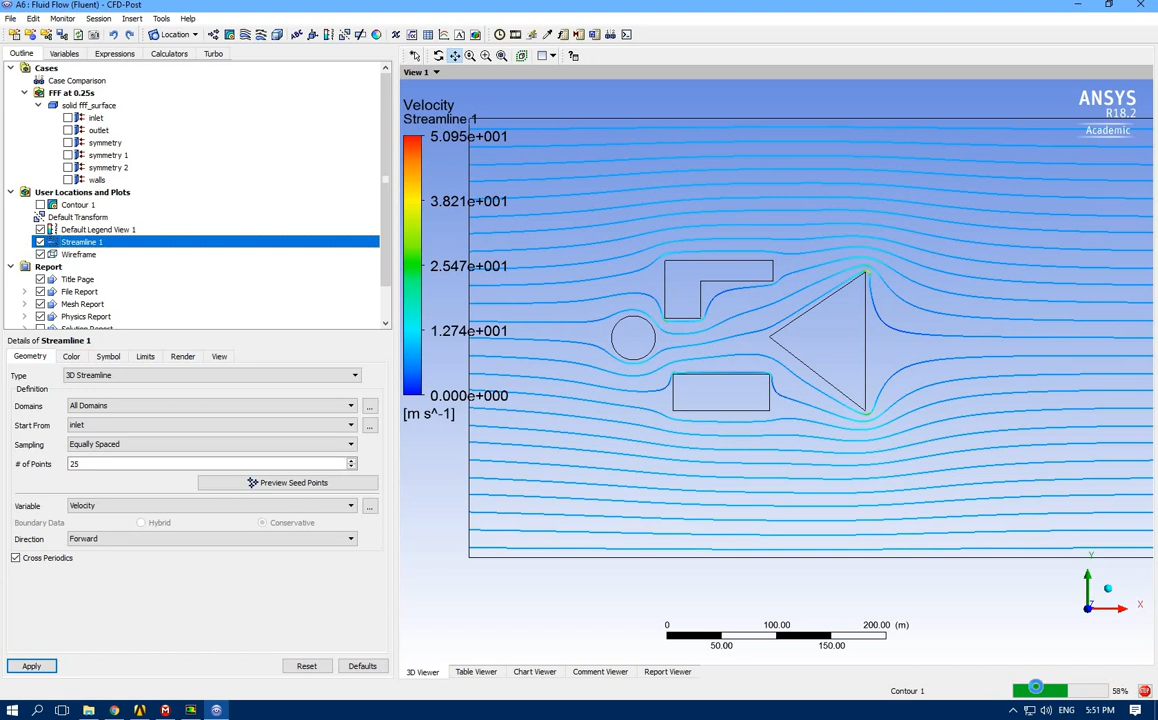 A6: Fluid Flow (Fluent) - CFD-Post
File Edit Session Insert Tools Help
Location
Outline Variables Expressions Calculators Turbo
Cases
Case Comparison
FFF at 0.25s
solid fff_surface
inlet
outlet
symmetry
symmetry 1
symmetry 2
walls
User Locations and Plots
Contour 1
Default Transform
Default Legend View 1
Streamline 1
Wireframe
Report
Title Page
File Report
Mesh Report
Physics Report
Details of Streamline 1
Geometry Color Symbol Limits Render View
Type 3D Streamline
Definition
Domains All Domains ...
Start From inlet ...
Sampling Equally Spaced
# of Points 25
Preview Seed Points
Variable Velocity ...
Boundary Data Hybrid Conservative
Direction Forward
Cross Periodics
Apply Reset Defaults
View 1
Velocity
Streamline 1
5.095e+001
3.821e+001
2.547e+001
1.274e+001
0.000e+000
[m s^-1]
ANSYS
R18.2
Academic
Y
X
Z
0 100.00 200.00 (m)
50.00 150.00
3D Viewer Table Viewer Chart Viewer Comment Viewer Report Viewer
Contour 1 58% STOP
ENG 5:51 PM